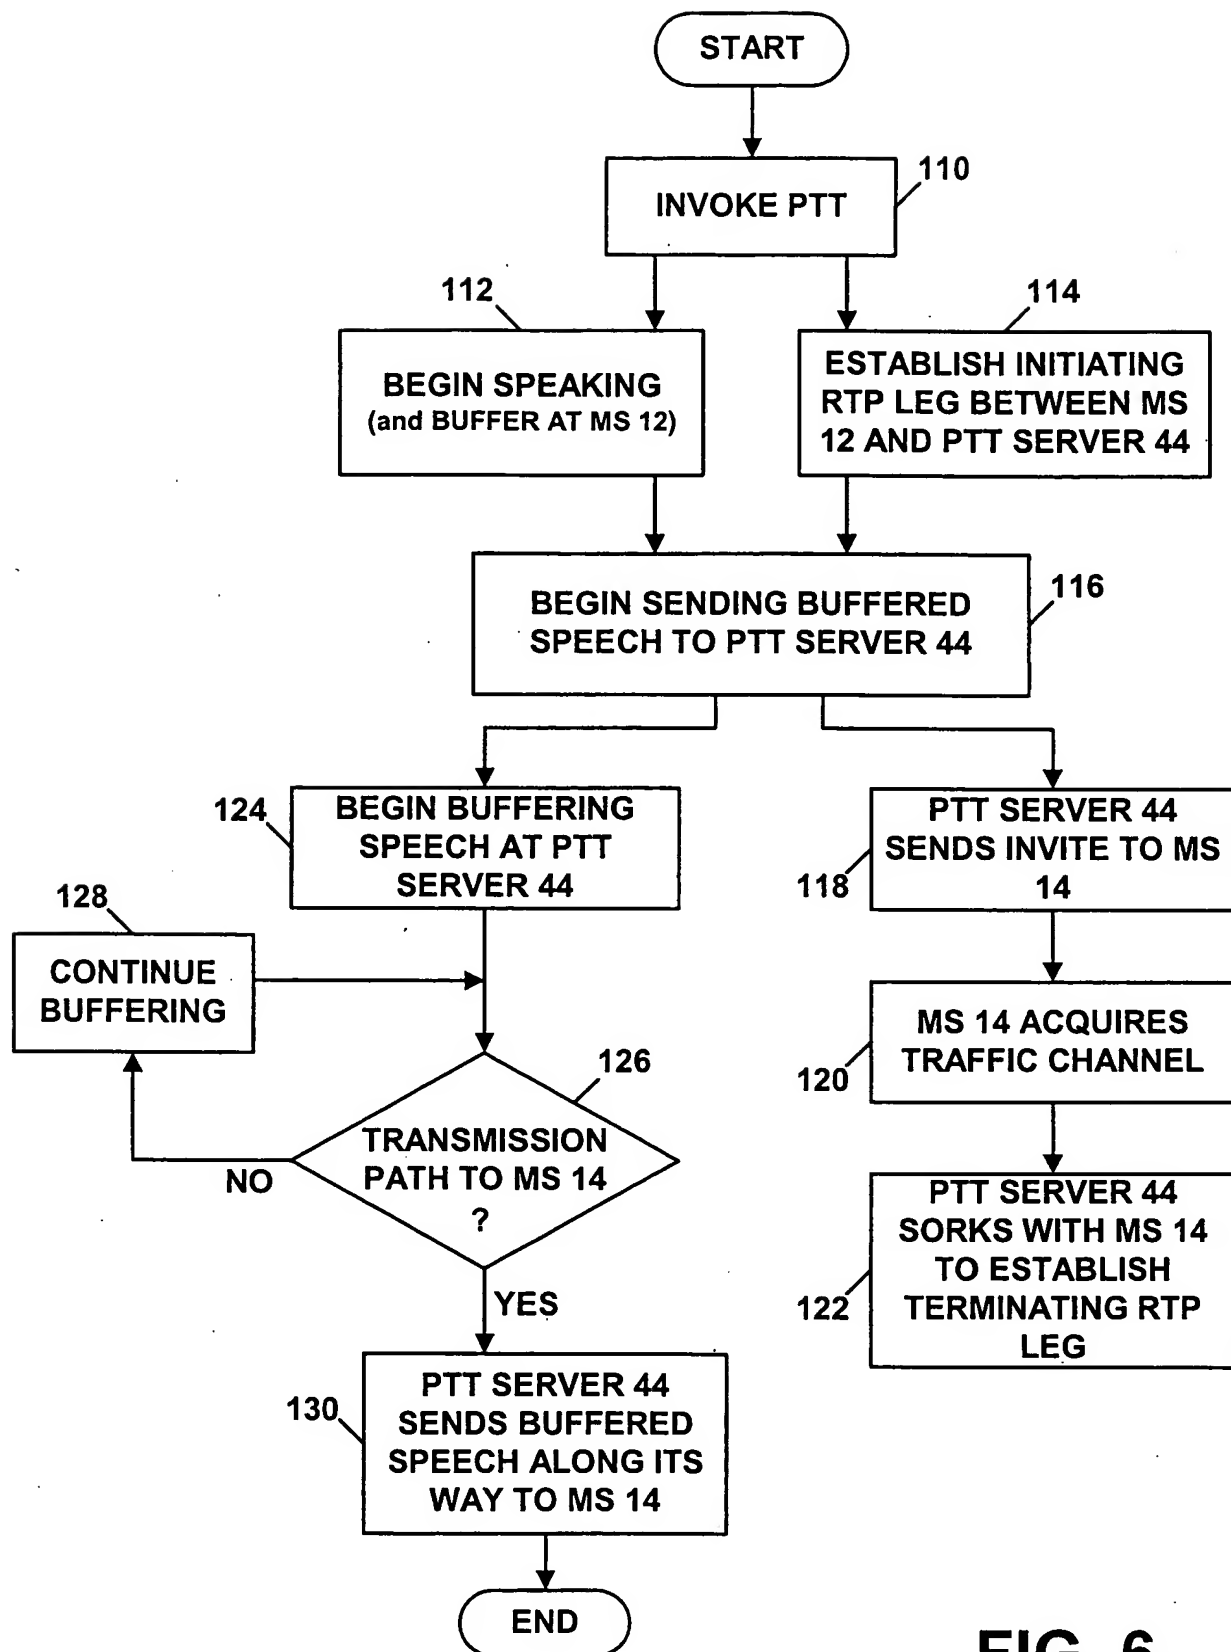 START
110
INVOKE PTT
112
114
BEGIN SPEAKING
(and BUFFER AT MS 12)
ESTABLISH INITIATING
RTP LEG BETWEEN MS
12 AND PTT SERVER 44
116
BEGIN SENDING BUFFERED
SPEECH TO PTT SERVER 44
124
BEGIN BUFFERING
SPEECH AT PTT
SERVER 44
118
PTT SERVER 44
SENDS INVITE TO MS
14
128
CONTINUE
BUFFERING
120
MS 14 ACQUIRES
TRAFFIC CHANNEL
126
TRANSMISSION
PATH TO MS 14
?
NO
YES
122
PTT SERVER 44
SORKS WITH MS 14
TO ESTABLISH
TERMINATING RTP
LEG
130
PTT SERVER 44
SENDS BUFFERED
SPEECH ALONG ITS
WAY TO MS 14
END
FIG. 6